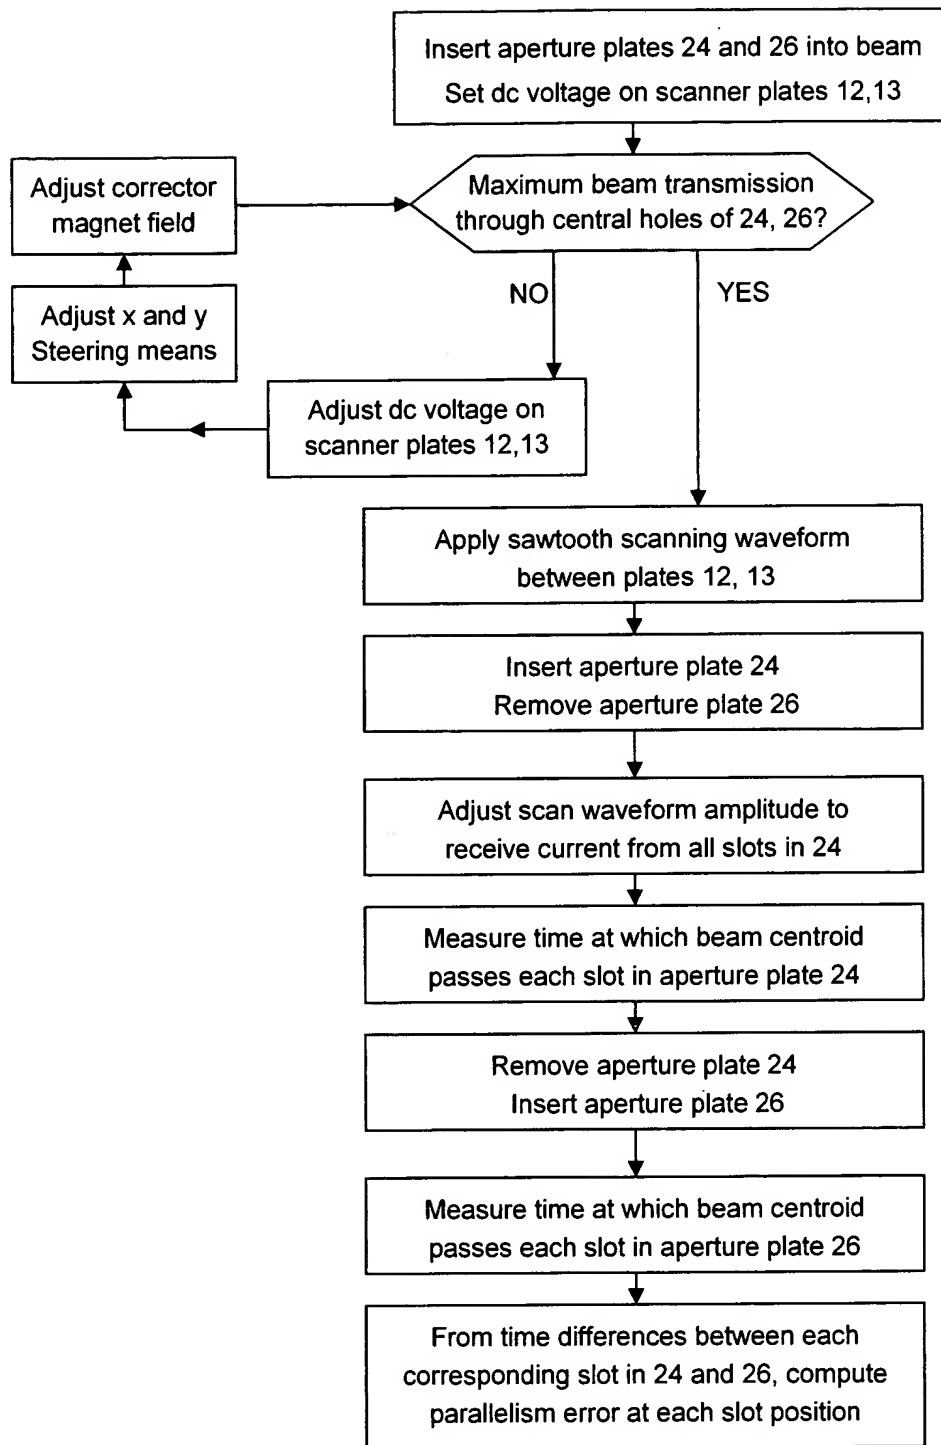 Insert aperture plates 24 and 26 into beam
Set dc voltage on scanner plates 12,13
Maximum beam transmission
through central holes of 24, 26?
Adjust corrector
magnet field
NO
YES
Adjust x and y
Steering means
Adjust dc voltage on
scanner plates 12,13
Apply sawtooth scanning waveform
between plates 12, 13
Insert aperture plate 24
Remove aperture plate 26
Adjust scan waveform amplitude to
receive current from all slots in 24
Measure time at which beam centroid
passes each slot in aperture plate 24
Remove aperture plate 24
Insert aperture plate 26
Measure time at which beam centroid
passes each slot in aperture plate 26
From time differences between each
corresponding slot in 24 and 26, compute
parallelism error at each slot position